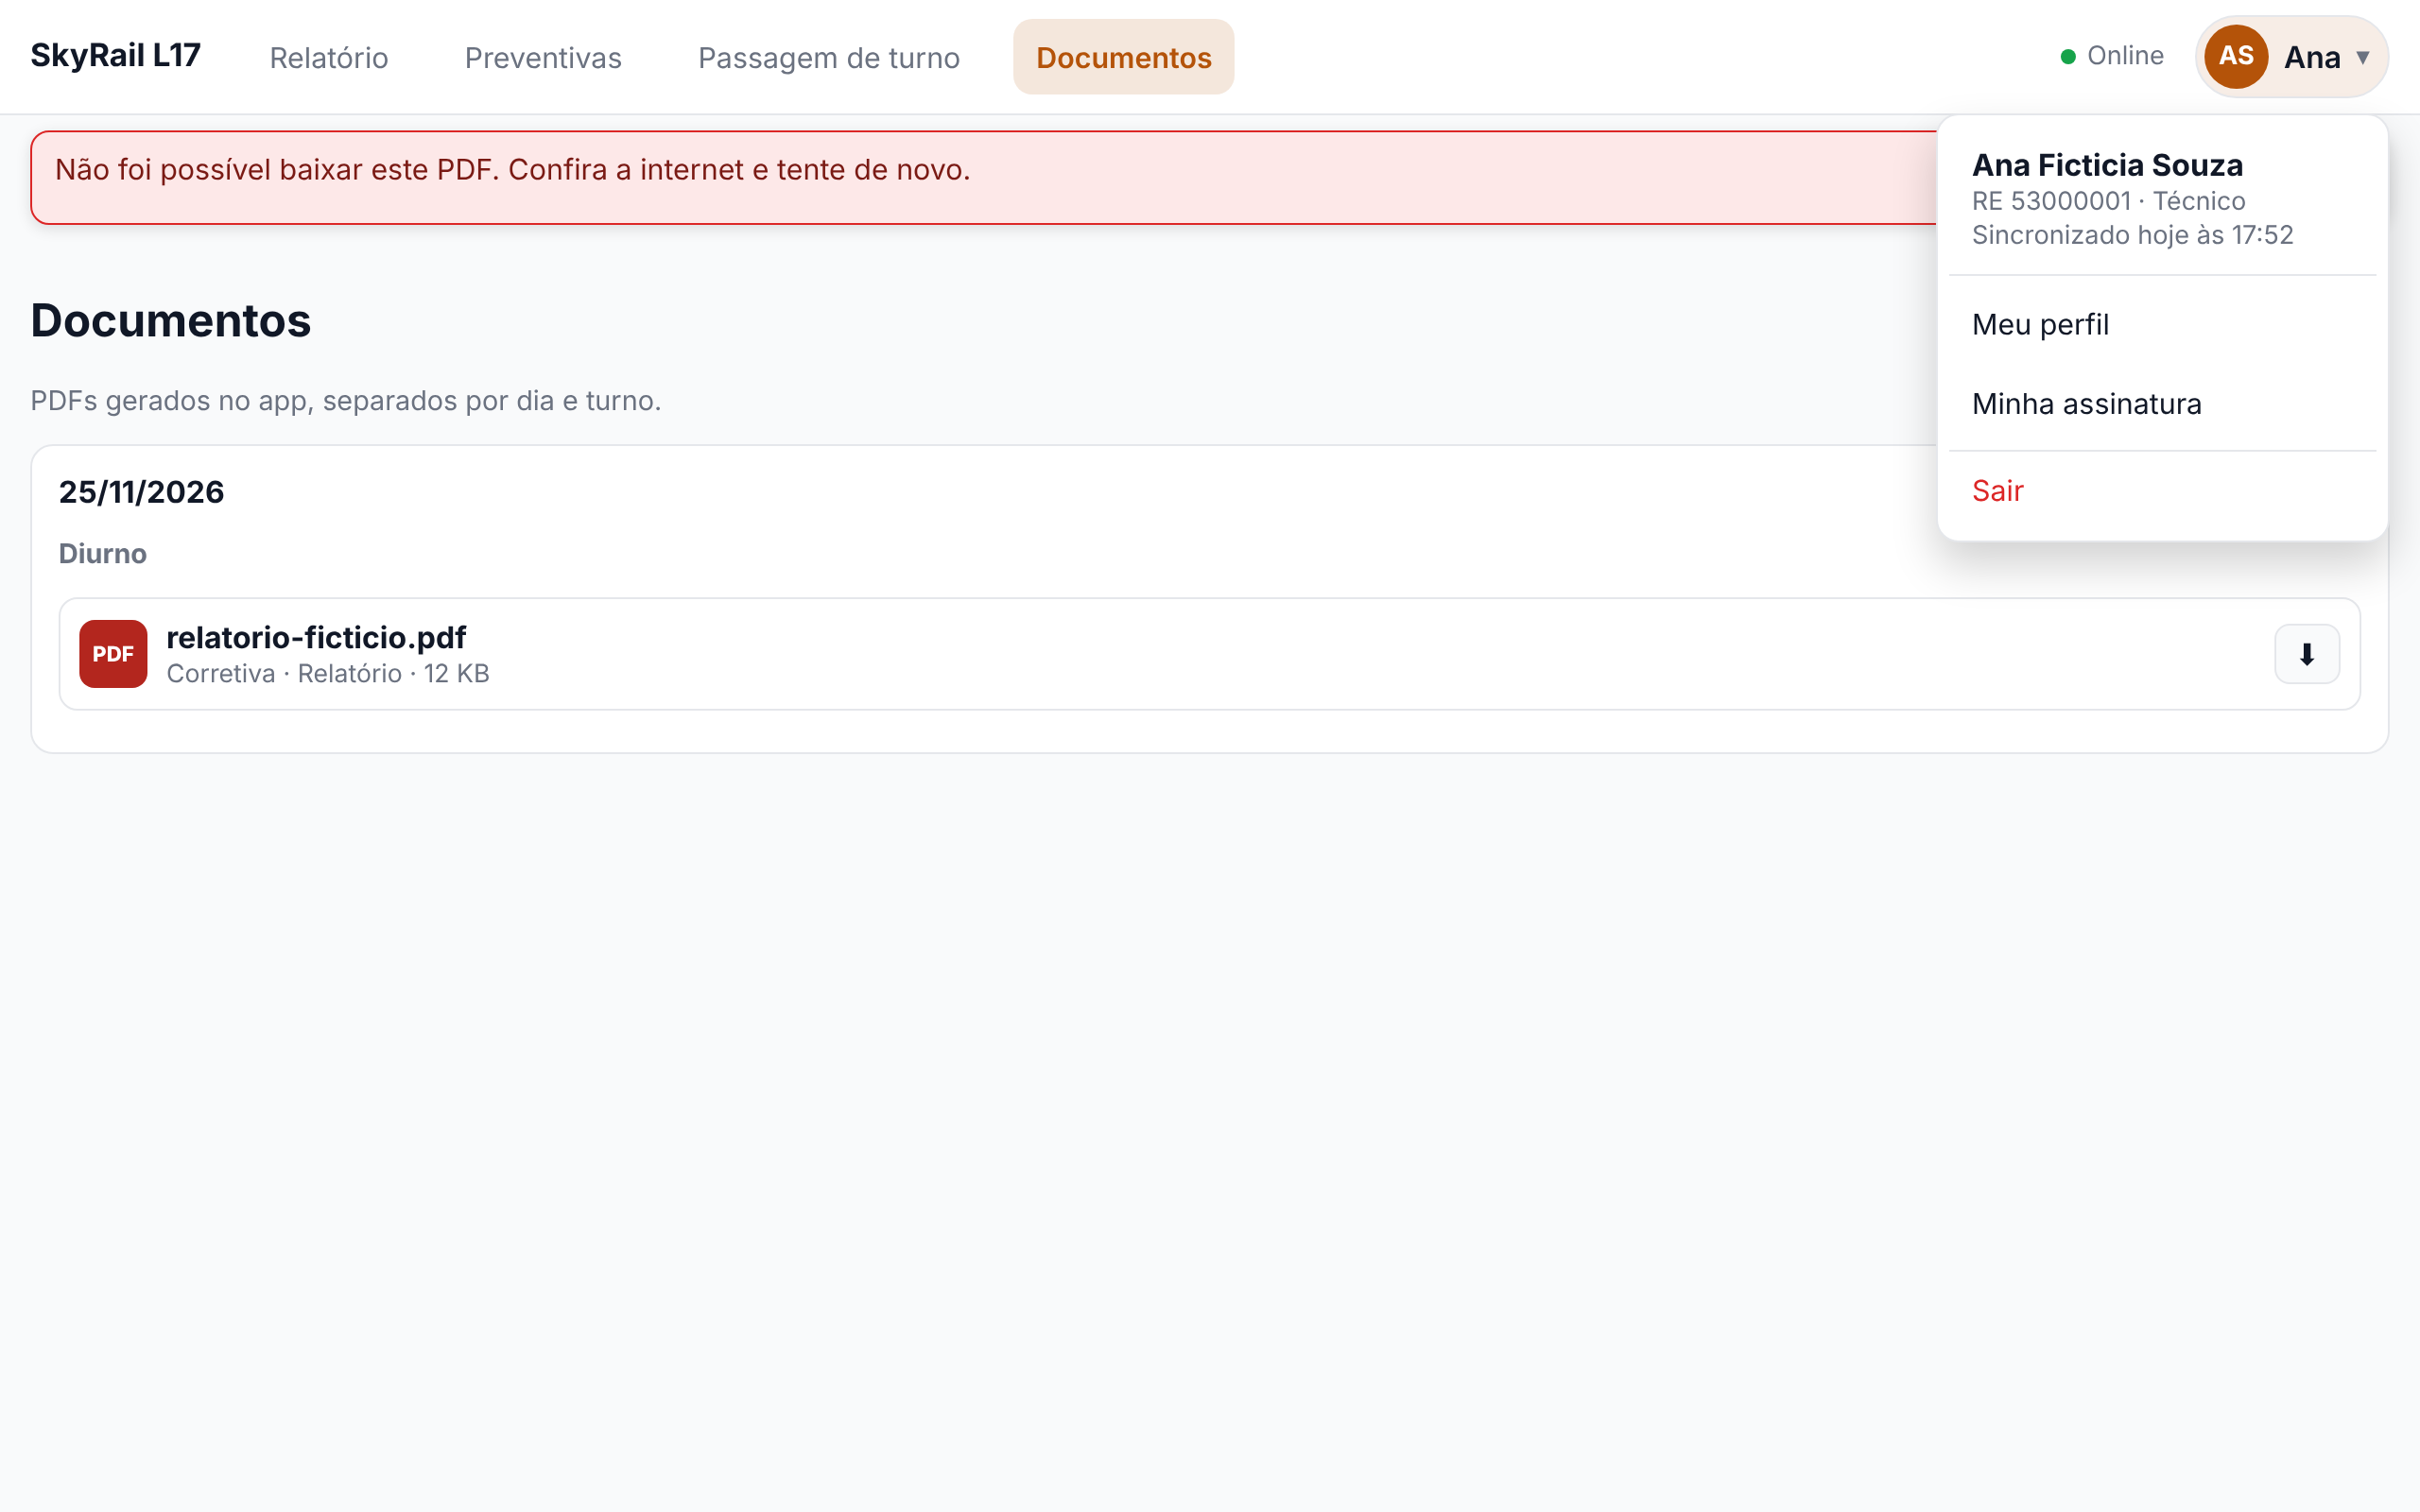 SkyRail L17
Relatório
Preventivas
Passagem de turno
Documentos
Online
AS
Ana
Não foi possível baixar este PDF. Confira a internet e tente de novo.
Ana Ficticia Souza
RE 53000001 · Técnico
Sincronizado hoje às 17:52
Meu perfil
Minha assinatura
Sair
Documentos
PDFs gerados no app, separados por dia e turno.
25/11/2026
Diurno
PDF
relatorio-ficticio.pdf
Corretiva · Relatório · 12 KB